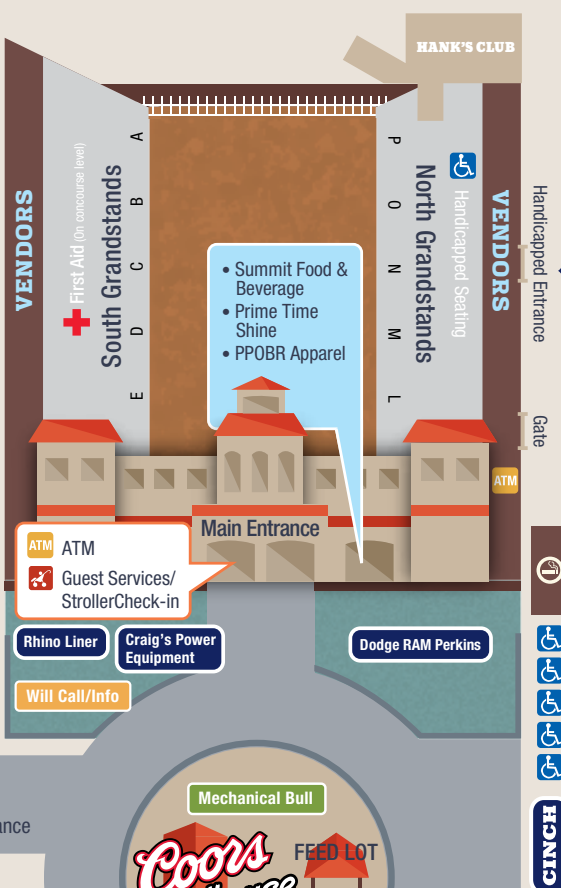 HANK'S CLUB
VENDORS
First Aid (On concourse level)
South Grandstands
A
B
C
D
E
P
O
N
M
L
North Grandstands
Handicapped Seating
VENDORS
Handicapped Entrance
Gate
• Summit Food &
Beverage
• Prime Time
Shine
• PPOBR Apparel
ATM
Main Entrance
ATM ATM
Guest Services/
StrollerCheck-in
Rhino Liner
Craig's Power
Equipment
Dodge RAM Perkins
Will Call/Info
Mechanical Bull
Coors
FEED LOT
ance
CINCH